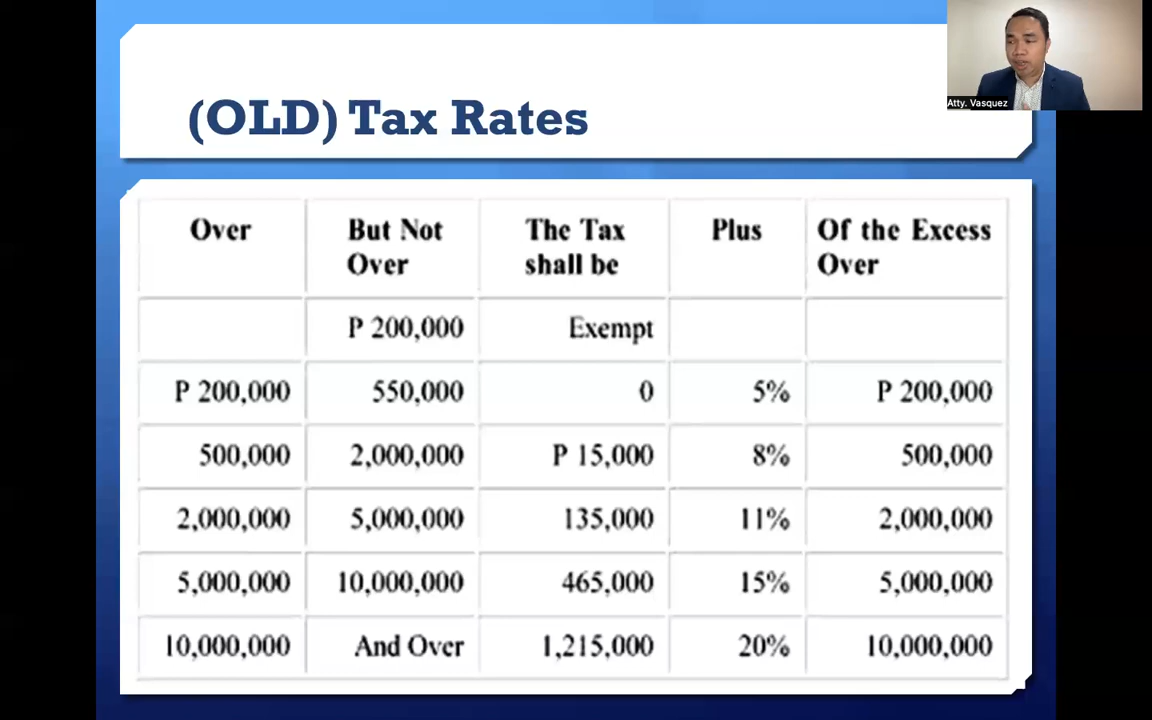 Atty. Vasquez
(OLD) Tax Rates
Over But Not Over The Tax shall be Plus Of the Excess Over
P 200,000 Exempt
P 200,000 550,000 0 5% P 200,000
500,000 2,000,000 P 15,000 8% 500,000
2,000,000 5,000,000 135,000 11% 2,000,000
5,000,000 10,000,000 465,000 15% 5,000,000
10,000,000 And Over 1,215,000 20% 10,000,000